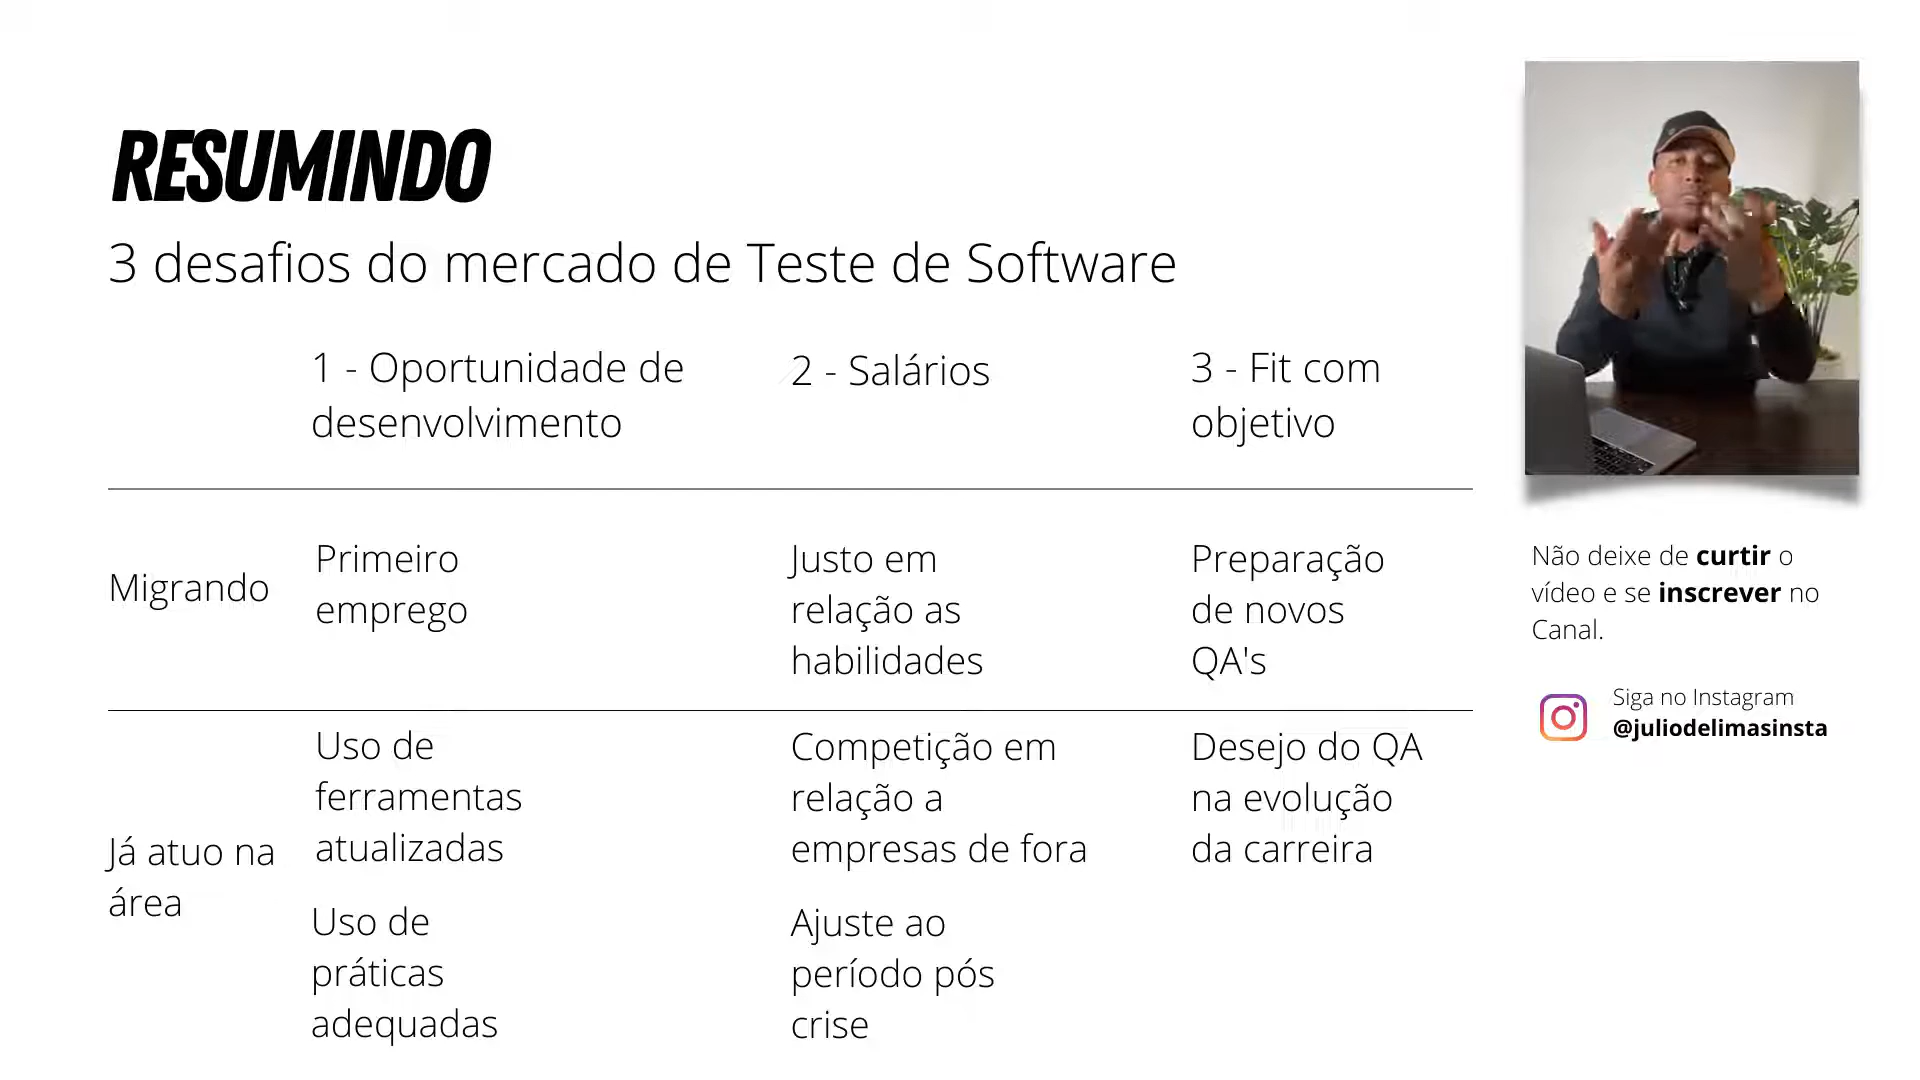 RESUMINDO
3 desafios do mercado de Teste de Software
1 - Oportunidade de
desenvolvimento
2 - Salários
3 - Fit com
objetivo
Migrando
Primeiro
emprego
Justo em
relação as
habilidades
Preparação
de novos
QA's
Já atuo na
área
Uso de
ferramentas
atualizadas
Uso de
práticas
adequadas
Competição em
relação a
empresas de fora
Ajuste ao
período pós
crise
Desejo do QA
na evolução
da carreira
Não deixe de curtir o
vídeo e se inscrever no
Canal.
Siga no Instagram
@juliodelimasinsta